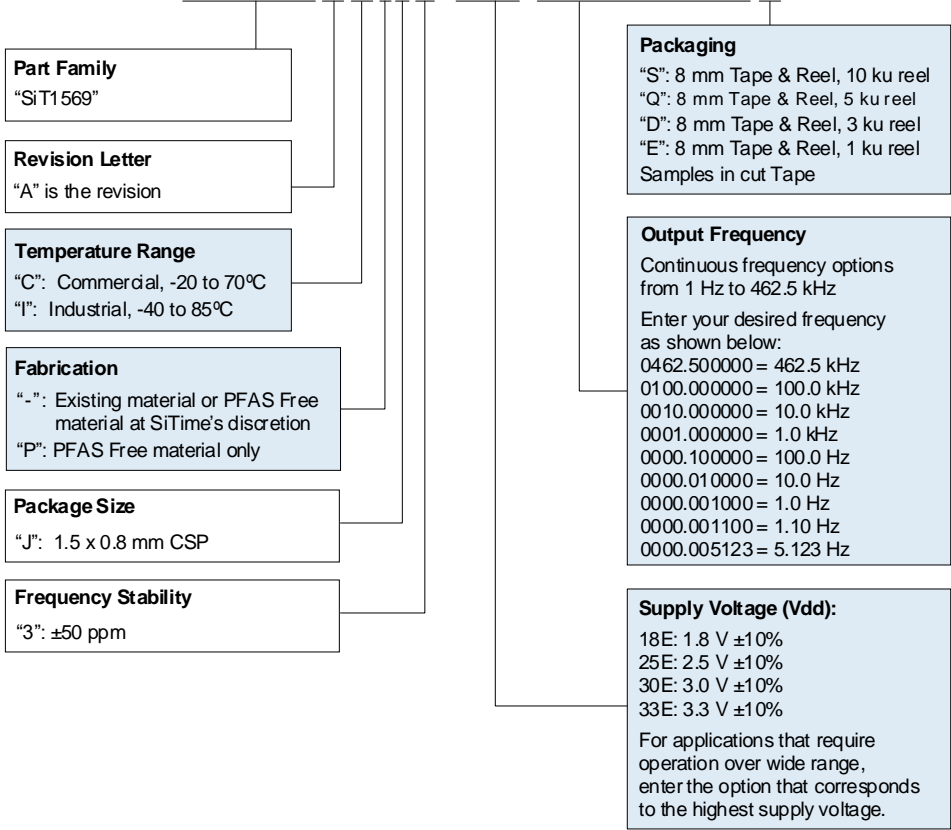 Part Family
“SiT1569”
Revision Letter
“A” is the revision
Temperature Range
“C”: Commercial, -20 to 70ºC
“I”: Industrial, -40 to 85ºC
Fabrication
“-”: Existing material or PFAS Free
material at SiTime’s discretion
“P”: PFAS Free material only
Package Size
“J”: 1.5 x 0.8 mm CSP
Frequency Stability
“3”: ±50 ppm
Packaging
“S”: 8 mm Tape & Reel, 10 ku reel
“Q”: 8 mm Tape & Reel, 5 ku reel
“D”: 8 mm Tape & Reel, 3 ku reel
“E”: 8 mm Tape & Reel, 1 ku reel
Samples in cut Tape
Output Frequency
Continuous frequency options
from 1 Hz to 462.5 kHz
Enter your desired frequency
as shown below:
0462.500000 = 462.5 kHz
0100.000000 = 100.0 kHz
0010.000000 = 10.0 kHz
0001.000000 = 1.0 kHz
0000.100000 = 100.0 Hz
0000.010000 = 10.0 Hz
0000.001000 = 1.0 Hz
0000.001100 = 1.10 Hz
0000.005123 = 5.123 Hz
Supply Voltage (Vdd):
18E: 1.8 V ±10%
25E: 2.5 V ±10%
30E: 3.0 V ±10%
33E: 3.3 V ±10%
For applications that require
operation over wide range,
enter the option that corresponds
to the highest supply voltage.